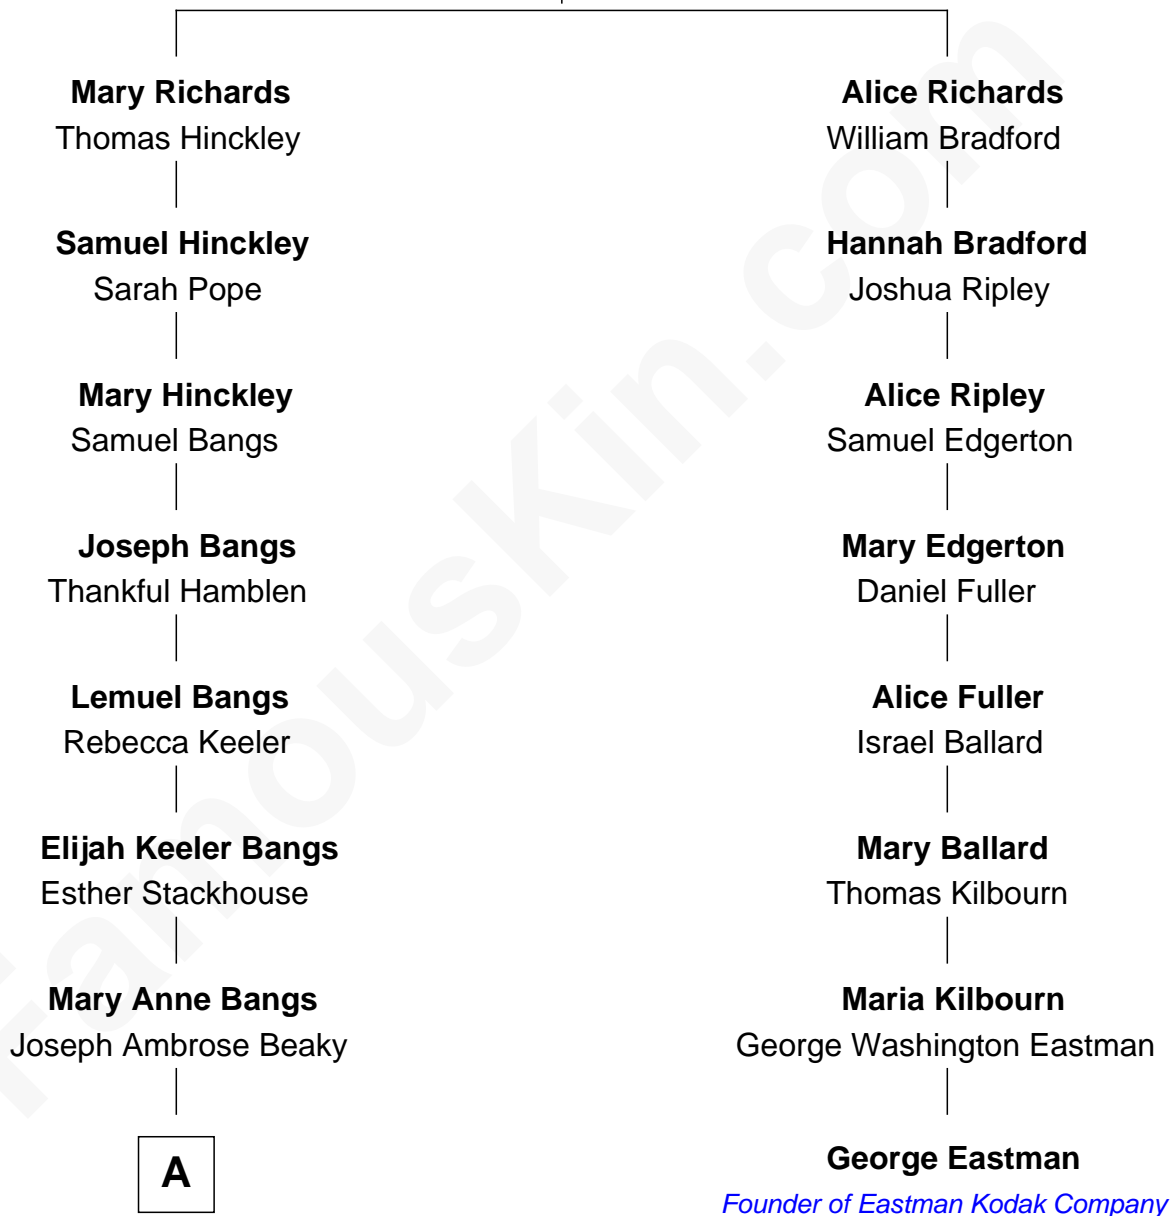 Mary Richards
Thomas Hinckley
Samuel Hinckley
Sarah Pope
Mary Hinckley
Samuel Bangs
Joseph Bangs
Thankful Hamblen
Lemuel Bangs
Rebecca Keeler
Elijah Keeler Bangs
Esther Stackhouse
Mary Anne Bangs
Joseph Ambrose Beaky
A
Alice Richards
William Bradford
Hannah Bradford
Joshua Ripley
Alice Ripley
Samuel Edgerton
Mary Edgerton
Daniel Fuller
Alice Fuller
Israel Ballard
Mary Ballard
Thomas Kilbourn
Maria Kilbourn
George Washington Eastman
George Eastman
Founder of Eastman Kodak Company
FamousKin.com